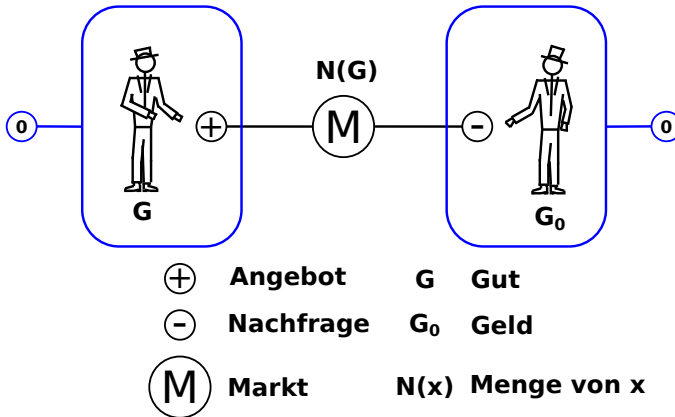 N(G)
0 + M - 0
G G₀
+ Angebot G Gut
- Nachfrage G₀ Geld
M Markt N(x) Menge von x